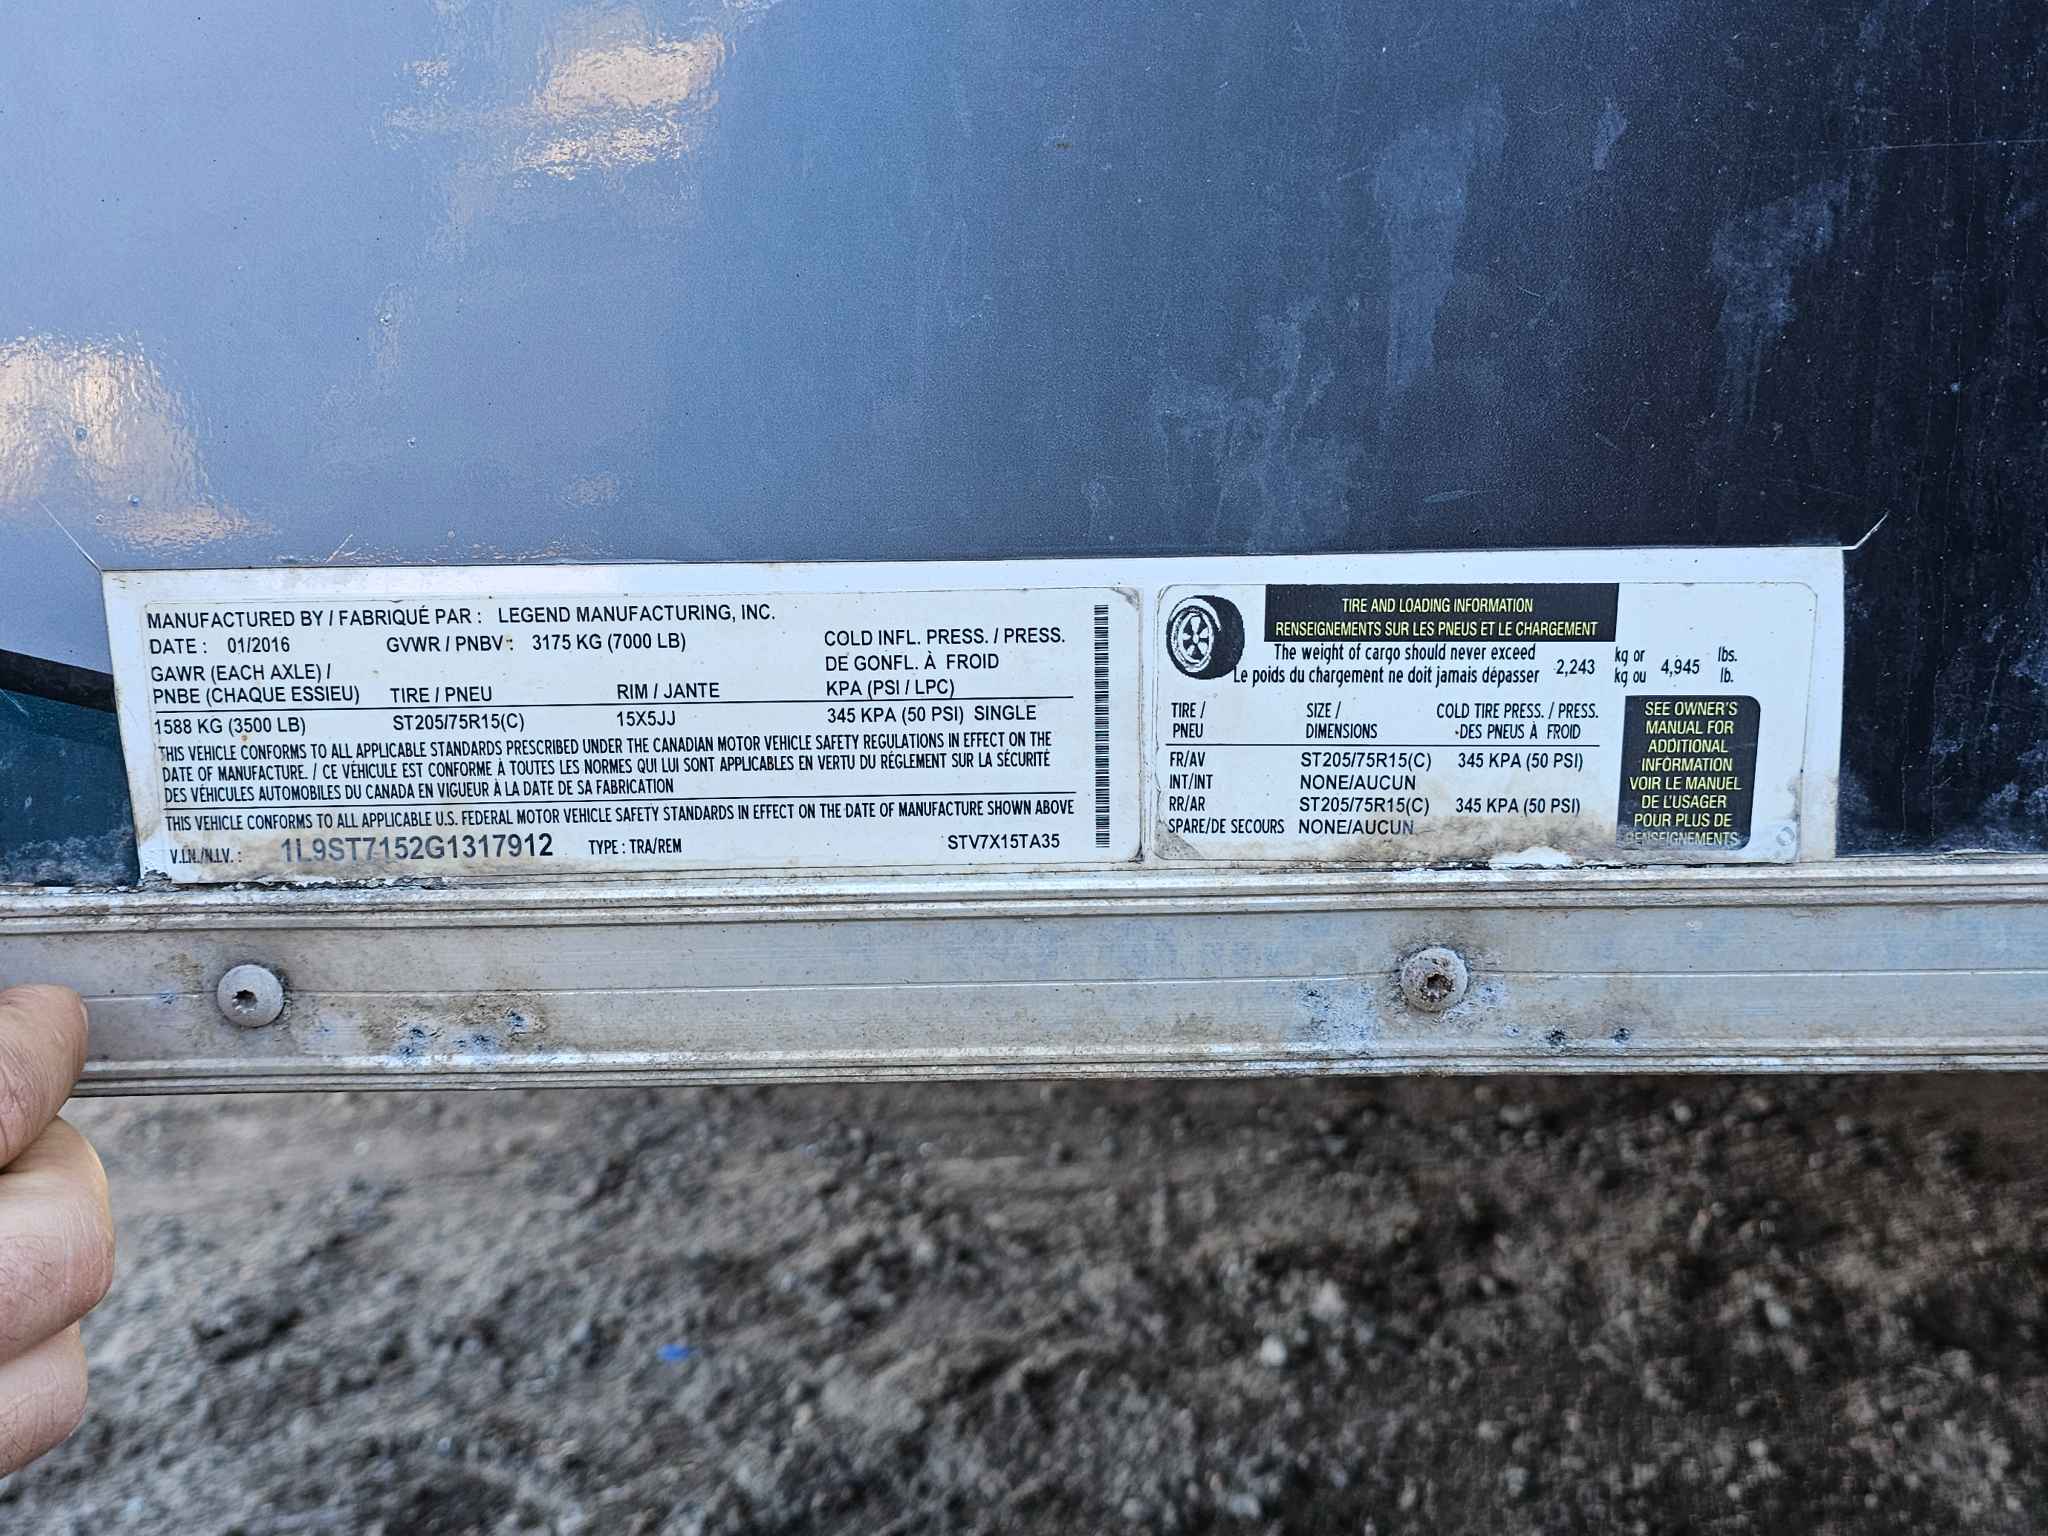 MANUFACTURED BY / FABRIQUÉ PAR : LEGEND MANUFACTURING, INC.
DATE : 01/2016 GVWR / PNBV : 3175 KG (7000 LB)
COLD INFL. PRESS. / PRESS.
DE GONFL. À FROID
KPA (PSI / LPC)
GAWR (EACH AXLE) /
PNBE (CHAQUE ESSIEU) TIRE / PNEU RIM / JANTE
1588 KG (3500 LB) ST205/75R15(C) 15X5JJ 345 KPA (50 PSI) SINGLE
THIS VEHICLE CONFORMS TO ALL APPLICABLE STANDARDS PRESCRIBED UNDER THE CANADIAN MOTOR VEHICLE SAFETY REGULATIONS IN EFFECT ON THE
DATE OF MANUFACTURE. / CE VÉHICULE EST CONFORME À TOUTES LES NORMES QUI LUI SONT APPLICABLES EN VERTU DU RÉGLEMENT SUR LA SÉCURITÉ
DES VÉHICULES AUTOMOBILES DU CANADA EN VIGUEUR À LA DATE DE SA FABRICATION
THIS VEHICLE CONFORMS TO ALL APPLICABLE U.S. FEDERAL MOTOR VEHICLE SAFETY STANDARDS IN EFFECT ON THE DATE OF MANUFACTURE SHOWN ABOVE
V.I.N./N.I.V. : 1L9ST7152G1317912 TYPE : TRA/REM STV7X15TA35
TIRE AND LOADING INFORMATION
RENSEIGNEMENTS SUR LES PNEUS ET LE CHARGEMENT
The weight of cargo should never exceed kg or lbs.
Le poids du chargement ne doit jamais dépasser 2,243 kg ou 4,945 lb.
TIRE / SIZE / COLD TIRE PRESS. / PRESS.
PNEU DIMENSIONS DES PNEUS À FROID
FR/AV ST205/75R15(C) 345 KPA (50 PSI)
INT/INT NONE/AUCUN
RR/AR ST205/75R15(C) 345 KPA (50 PSI)
SPARE/DE SECOURS NONE/AUCUN
SEE OWNER'S
MANUAL FOR
ADDITIONAL
INFORMATION
VOIR LE MANUEL
DE L'USAGER
POUR PLUS DE
RENSEIGNEMENTS